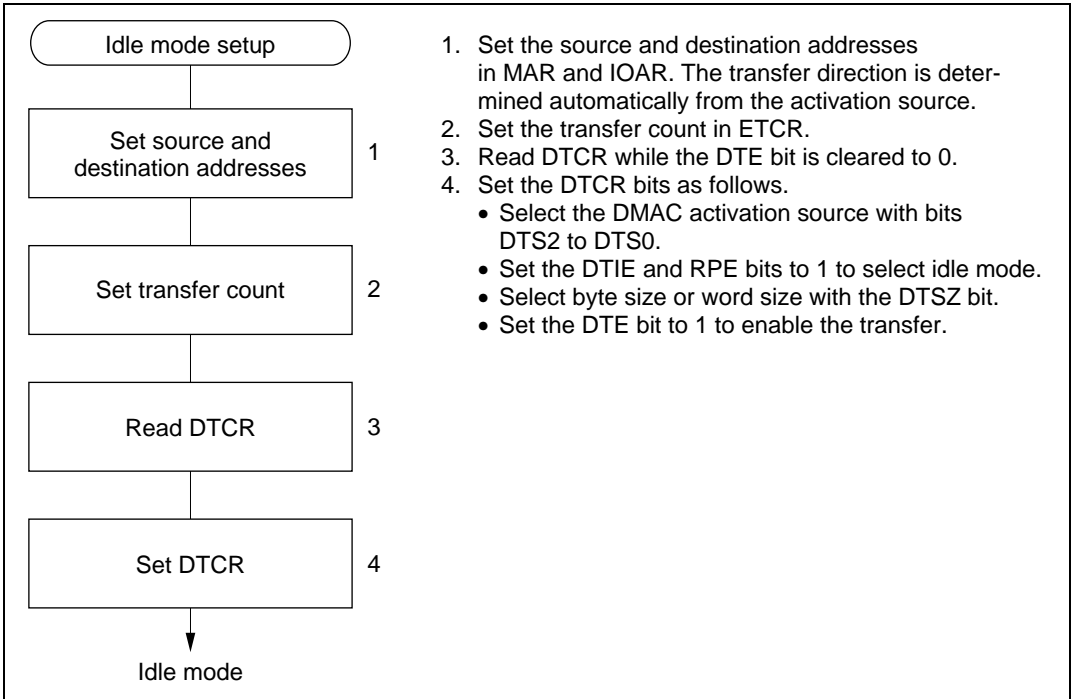 Idle mode setup
Set source and
destination addresses
1
Set transfer count
2
Read DTCR
3
Set DTCR
4
Idle mode
1. Set the source and destination addresses
in MAR and IOAR. The transfer direction is deter-
mined automatically from the activation source.
2. Set the transfer count in ETCR.
3. Read DTCR while the DTE bit is cleared to 0.
4. Set the DTCR bits as follows.
• Select the DMAC activation source with bits
DTS2 to DTS0.
• Set the DTIE and RPE bits to 1 to select idle mode.
• Select byte size or word size with the DTSZ bit.
• Set the DTE bit to 1 to enable the transfer.